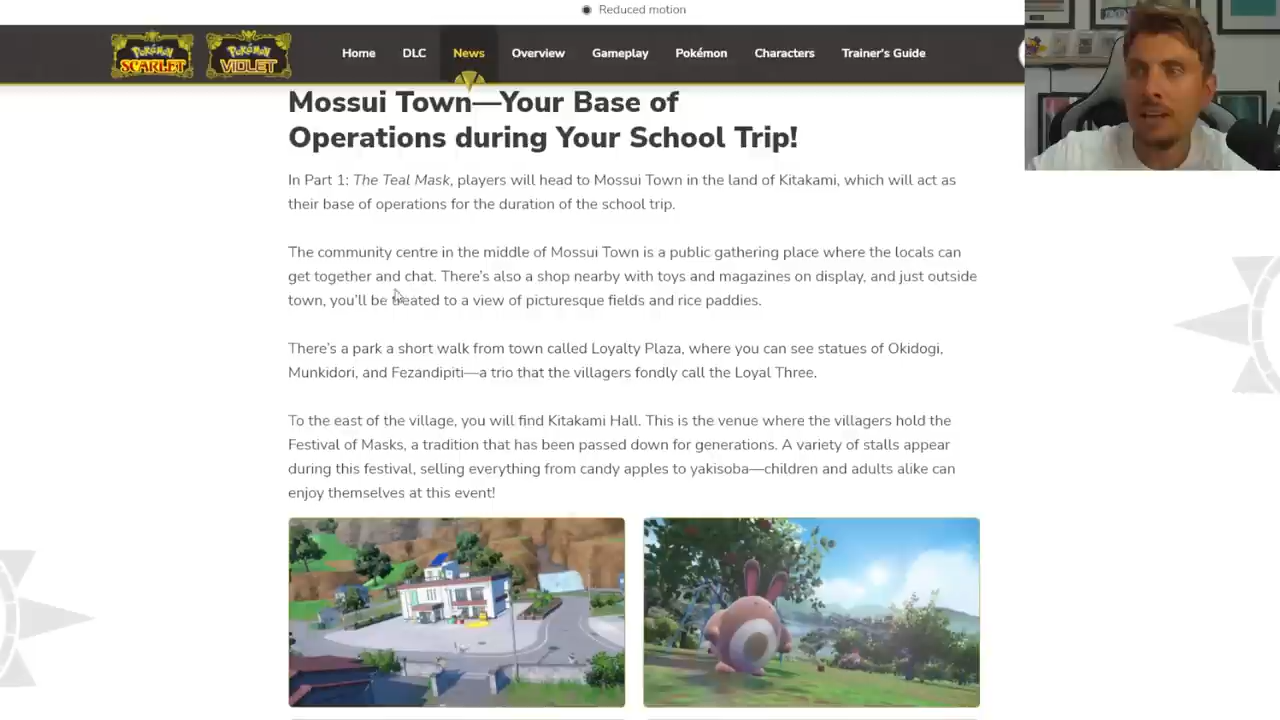 Reduced motion
POKÉMON SCARLET
POKÉMON VIOLET
Home
DLC
News
Overview
Gameplay
Pokémon
Characters
Trainer's Guide
Mossui Town—Your Base of
Operations during Your School Trip!
In Part 1: The Teal Mask, players will head to Mossui Town in the land of Kitakami, which will act as
their base of operations for the duration of the school trip.
The community centre in the middle of Mossui Town is a public gathering place where the locals can
get together and chat. There's also a shop nearby with toys and magazines on display, and just outside
town, you'll be treated to a view of picturesque fields and rice paddies.
There's a park a short walk from town called Loyalty Plaza, where you can see statues of Okidogi,
Munkidori, and Fezandipiti—a trio that the villagers fondly call the Loyal Three.
To the east of the village, you will find Kitakami Hall. This is the venue where the villagers hold the
Festival of Masks, a tradition that has been passed down for generations. A variety of stalls appear
during this festival, selling everything from candy apples to yakisoba—children and adults alike can
enjoy themselves at this event!